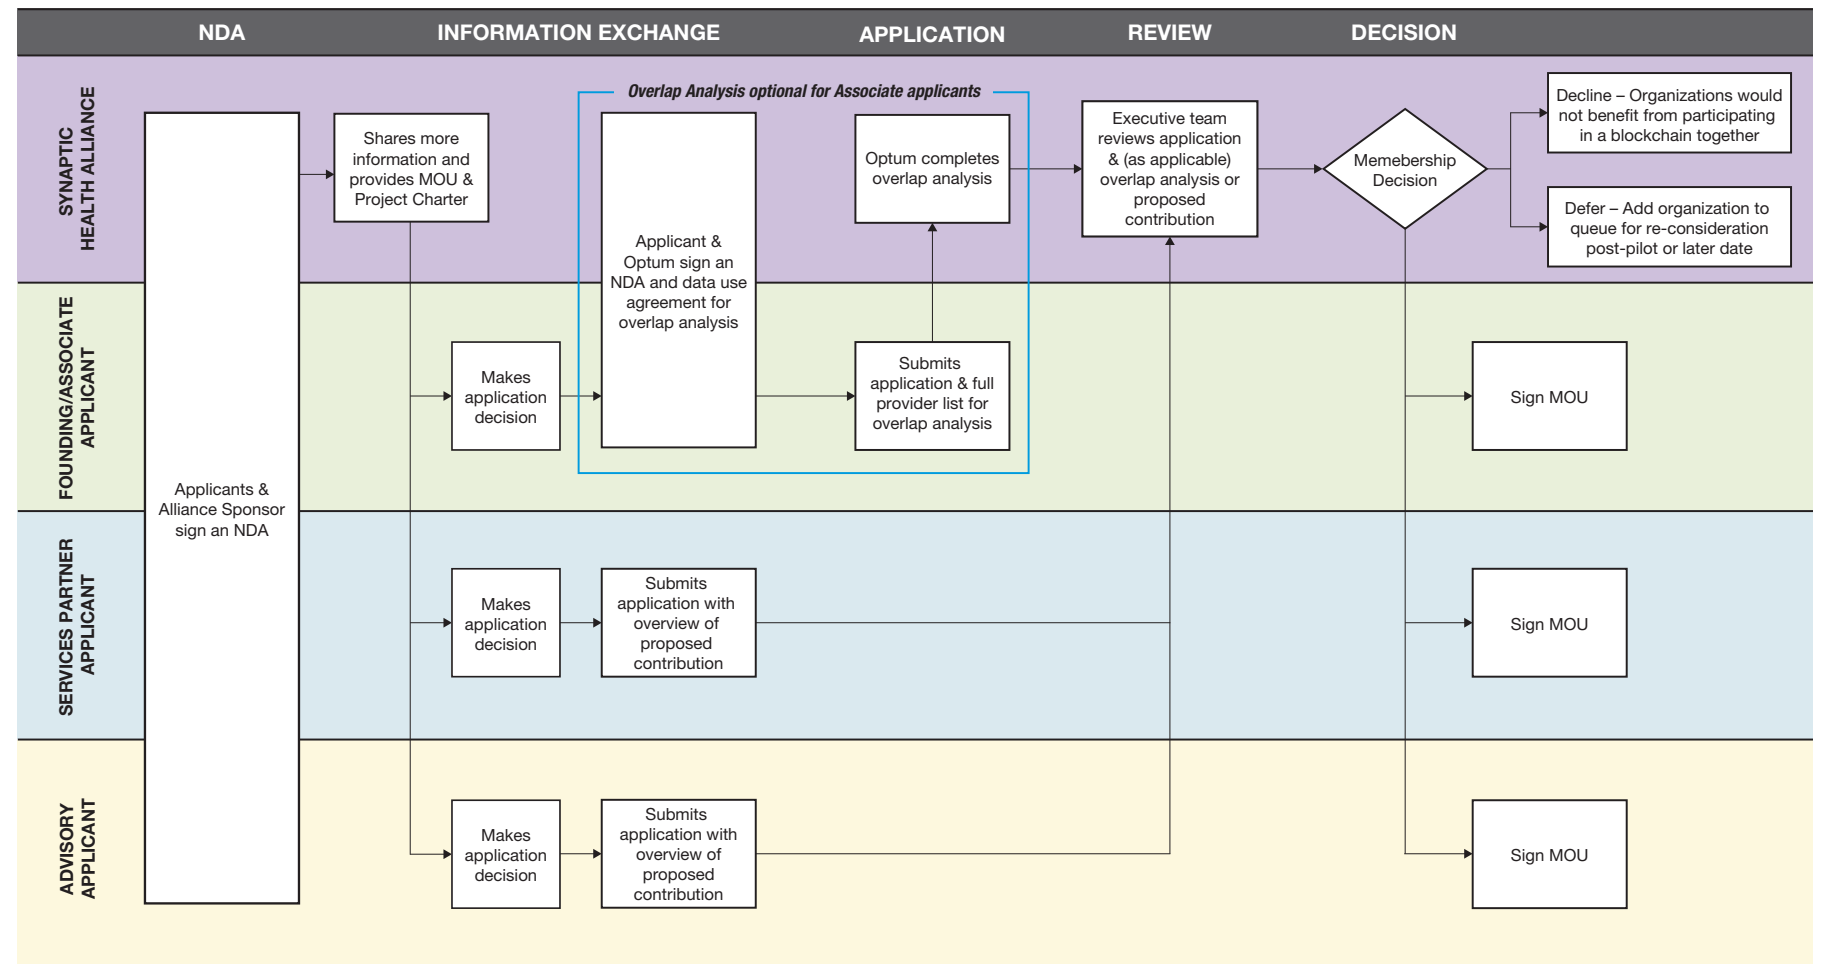 NDA
INFORMATION EXCHANGE
APPLICATION
REVIEW
DECISION
SYNAPTIC
HEALTH ALLIANCE
Applicants &
Alliance Sponsor
sign an NDA
Shares more
information and
provides MOU &
Project Charter
Overlap Analysis optional for Associate applicants
Applicant &
Optum sign an
NDA and data use
agreement for
overlap analysis
Optum completes
overlap analysis
Executive team
reviews application
& (as applicable)
overlap analysis or
proposed
contribution
Memebership
Decision
Decline – Organizations would
not benefit from participating
in a blockchain together
Defer – Add organization to
queue for re-consideration
post-pilot or later date
FOUNDING/ASSOCIATE
APPLICANT
Makes
application
decision
Submits
application & full
provider list for
overlap analysis
Sign MOU
SERVICES PARTNER
APPLICANT
Makes
application
decision
Submits
application with
overview of
proposed
contribution
Sign MOU
ADVISORY
APPLICANT
Makes
application
decision
Submits
application with
overview of
proposed
contribution
Sign MOU